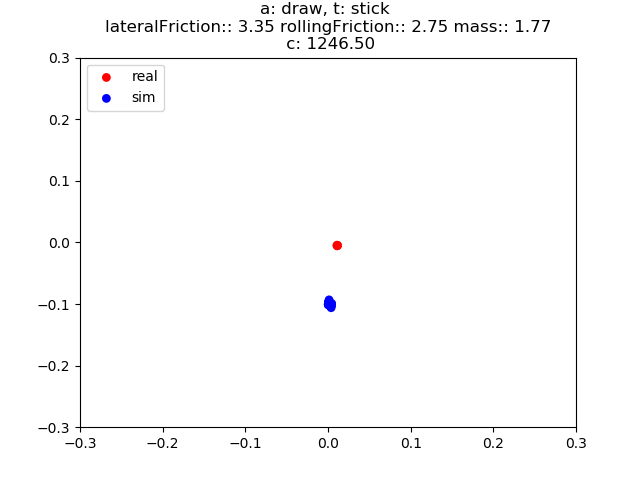 a: draw, t: stick
lateralFriction:: 3.35 rollingFriction:: 2.75 mass:: 1.77
c: 1246.50
real
sim
0.3
0.2
0.1
0.0
−0.1
−0.2
−0.3
−0.3
−0.2
−0.1
0.0
0.1
0.2
0.3